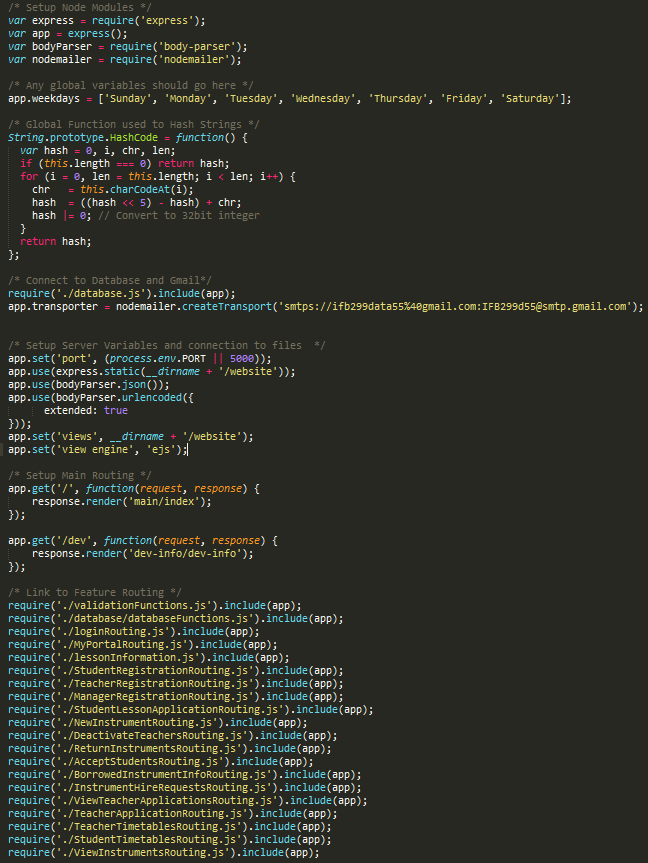 /* Setup Node Modules */
var express = require('express');
var app = express();
var bodyParser = require('body-parser');
var nodemailer = require('nodemailer');
/* Any global variables should go here */
app.weekdays = ['Sunday', 'Monday', 'Tuesday', 'Wednesday', 'Thursday', 'Friday', 'Saturday'];
/* Global Function used to Hash Strings */
String.prototype.HashCode = function() {
var hash = 0, i, chr, len;
if (this.length === 0) return hash;
for (i = 0, len = this.length; i < len; i++) {
chr   = this.charCodeAt(i);
hash  = ((hash << 5) - hash) + chr;
hash |= 0; // Convert to 32bit integer
}
return hash;
};
/* Connect to Database and Gmail*/
require('./database.js').include(app);
app.transporter = nodemailer.createTransport('smtps://ifb299data55%40gmail.com:IFB299d55@smtp.gmail.com');
/* Setup Server Variables and connection to files  */
app.set('port', (process.env.PORT || 5000));
app.use(express.static(__dirname + '/website'));
app.use(bodyParser.json());
app.use(bodyParser.urlencoded({
extended: true
}));
app.set('views', __dirname + '/website');
app.set('view engine', 'ejs');
/* Setup Main Routing */
app.get('/', function(request, response) {
response.render('main/index');
});
app.get('/dev', function(request, response) {
response.render('dev-info/dev-info');
});
/* Link to Feature Routing */
require('./validationFunctions.js').include(app);
require('./database/databaseFunctions.js').include(app);
require('./loginRouting.js').include(app);
require('./MyPortalRouting.js').include(app);
require('./lessonInformation.js').include(app);
require('./StudentRegistrationRouting.js').include(app);
require('./TeacherRegistrationRouting.js').include(app);
require('./ManagerRegistrationRouting.js').include(app);
require('./StudentLessonApplicationRouting.js').include(app);
require('./NewInstrumentRouting.js').include(app);
require('./DeactivateTeachersRouting.js').include(app);
require('./ReturnInstrumentsRouting.js').include(app);
require('./AcceptStudentsRouting.js').include(app);
require('./BorrowedInstrumentInfoRouting.js').include(app);
require('./InstrumentHireRequestsRouting.js').include(app);
require('./ViewTeacherApplicationsRouting.js').include(app);
require('./TeacherApplicationRouting.js').include(app);
require('./TeacherTimetablesRouting.js').include(app);
require('./StudentTimetablesRouting.js').include(app);
require('./ViewInstrumentsRouting.js').include(app);